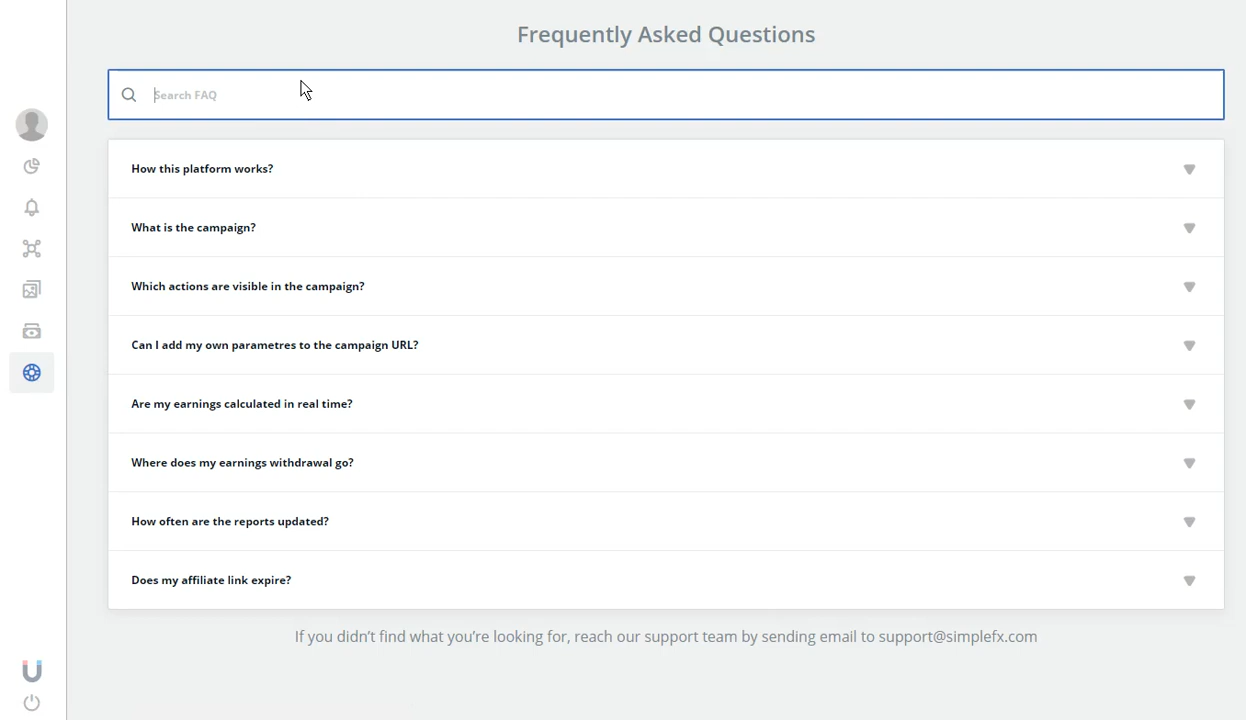 Frequently Asked Questions
Search FAQ
How this platform works?
What is the campaign?
Which actions are visible in the campaign?
Can I add my own parametres to the campaign URL?
Are my earnings calculated in real time?
Where does my earnings withdrawal go?
How often are the reports updated?
Does my affiliate link expire?
If you didn't find what you're looking for, reach our support team by sending email to support@simplefx.com